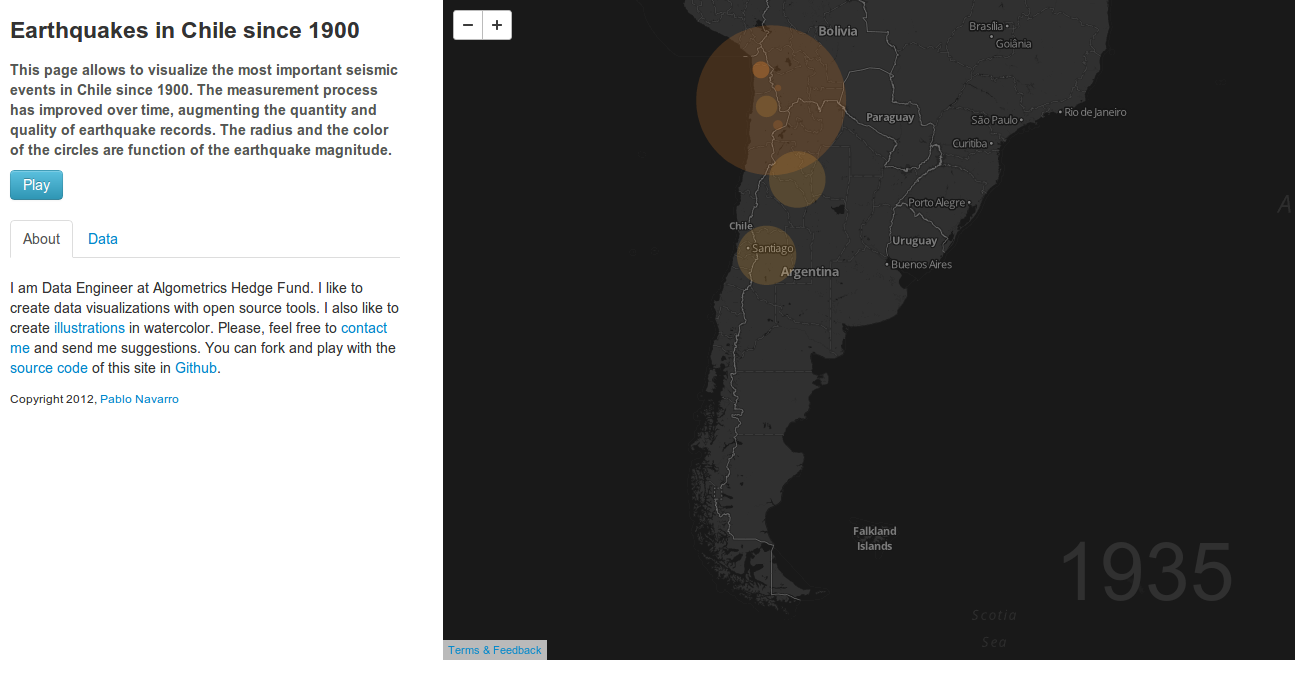 Earthquakes in Chile since 1900
This page allows to visualize the most important seismic
events in Chile since 1900. The measurement process
has improved over time, augmenting the quantity and
quality of earthquake records. The radius and the color
of the circles are function of the earthquake magnitude.
Play
About
Data
I am Data Engineer at Algometrics Hedge Fund. I like to
create data visualizations with open source tools. I also like to
create illustrations in watercolor. Please, feel free to contact
me and send me suggestions. You can fork and play with the
source code of this site in Github.
Copyright 2012, Pablo Navarro
− +
Bolivia
Brasília
Goiânia
Paraguay
São Paulo
Rio de Janeiro
Curitiba
Porto Alegre
A
Chile
Santiago
Uruguay
Buenos Aires
Argentina
Falkland
Islands
1935
Scotia
Sea
Terms & Feedback